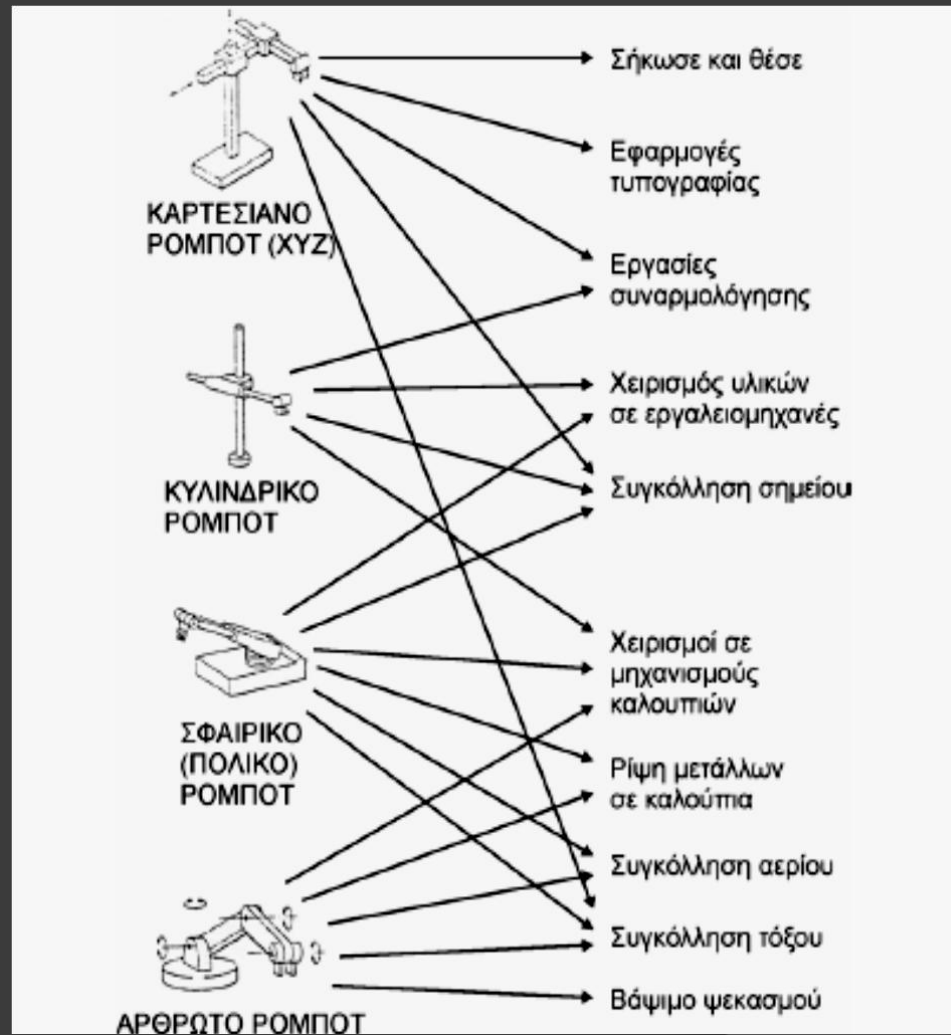 Σήκωσε και θέσε
Εφαρμογές
τυπογραφίας
ΚΑΡΤΕΣΙΑΝΟ
ΡΟΜΠΟΤ (XYZ)
Εργασίες
συναρμολόγησης
Χειρισμός υλικών
σε εργαλειομηχανές
ΚΥΛΙΝΔΡΙΚΟ
ΡΟΜΠΟΤ
Συγκόλληση σημείου
Χειρισμοί σε
μηχανισμούς
καλουπιών
ΣΦΑΙΡΙΚΟ
(ΠΟΛΙΚΟ)
ΡΟΜΠΟΤ
Ρίψη μετάλλων
σε καλούπια
Συγκόλληση αερίου
Συγκόλληση τόξου
Βάψιμο ψεκασμού
ΑΡΘΡΩΤΟ ΡΟΜΠΟΤ